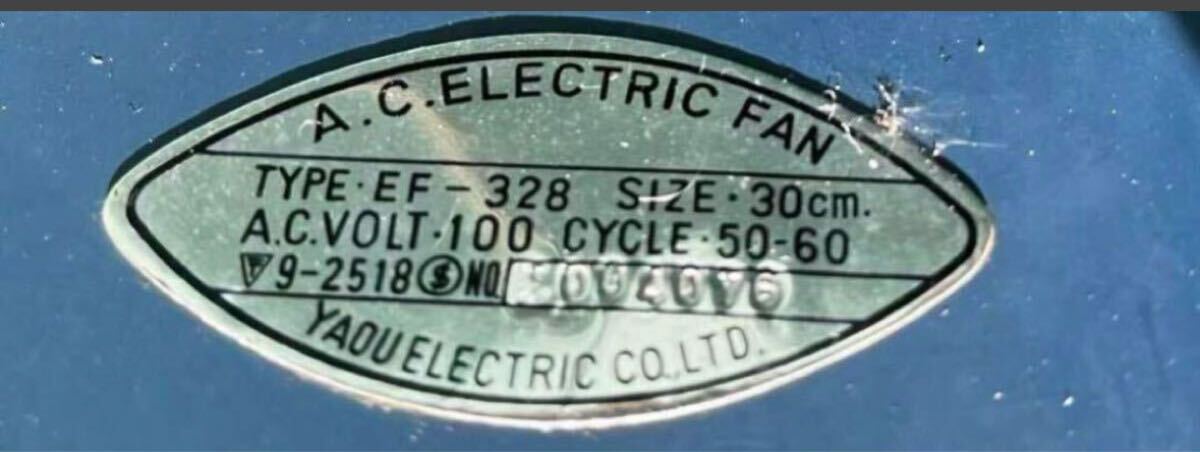 A.C. ELECTRIC FAN
TYPE·EF-328 SIZE·30cm.
A.C.VOLT·100 CYCLE·50-60
9-2518 NO.
YAOU ELECTRIC CO.,LTD.